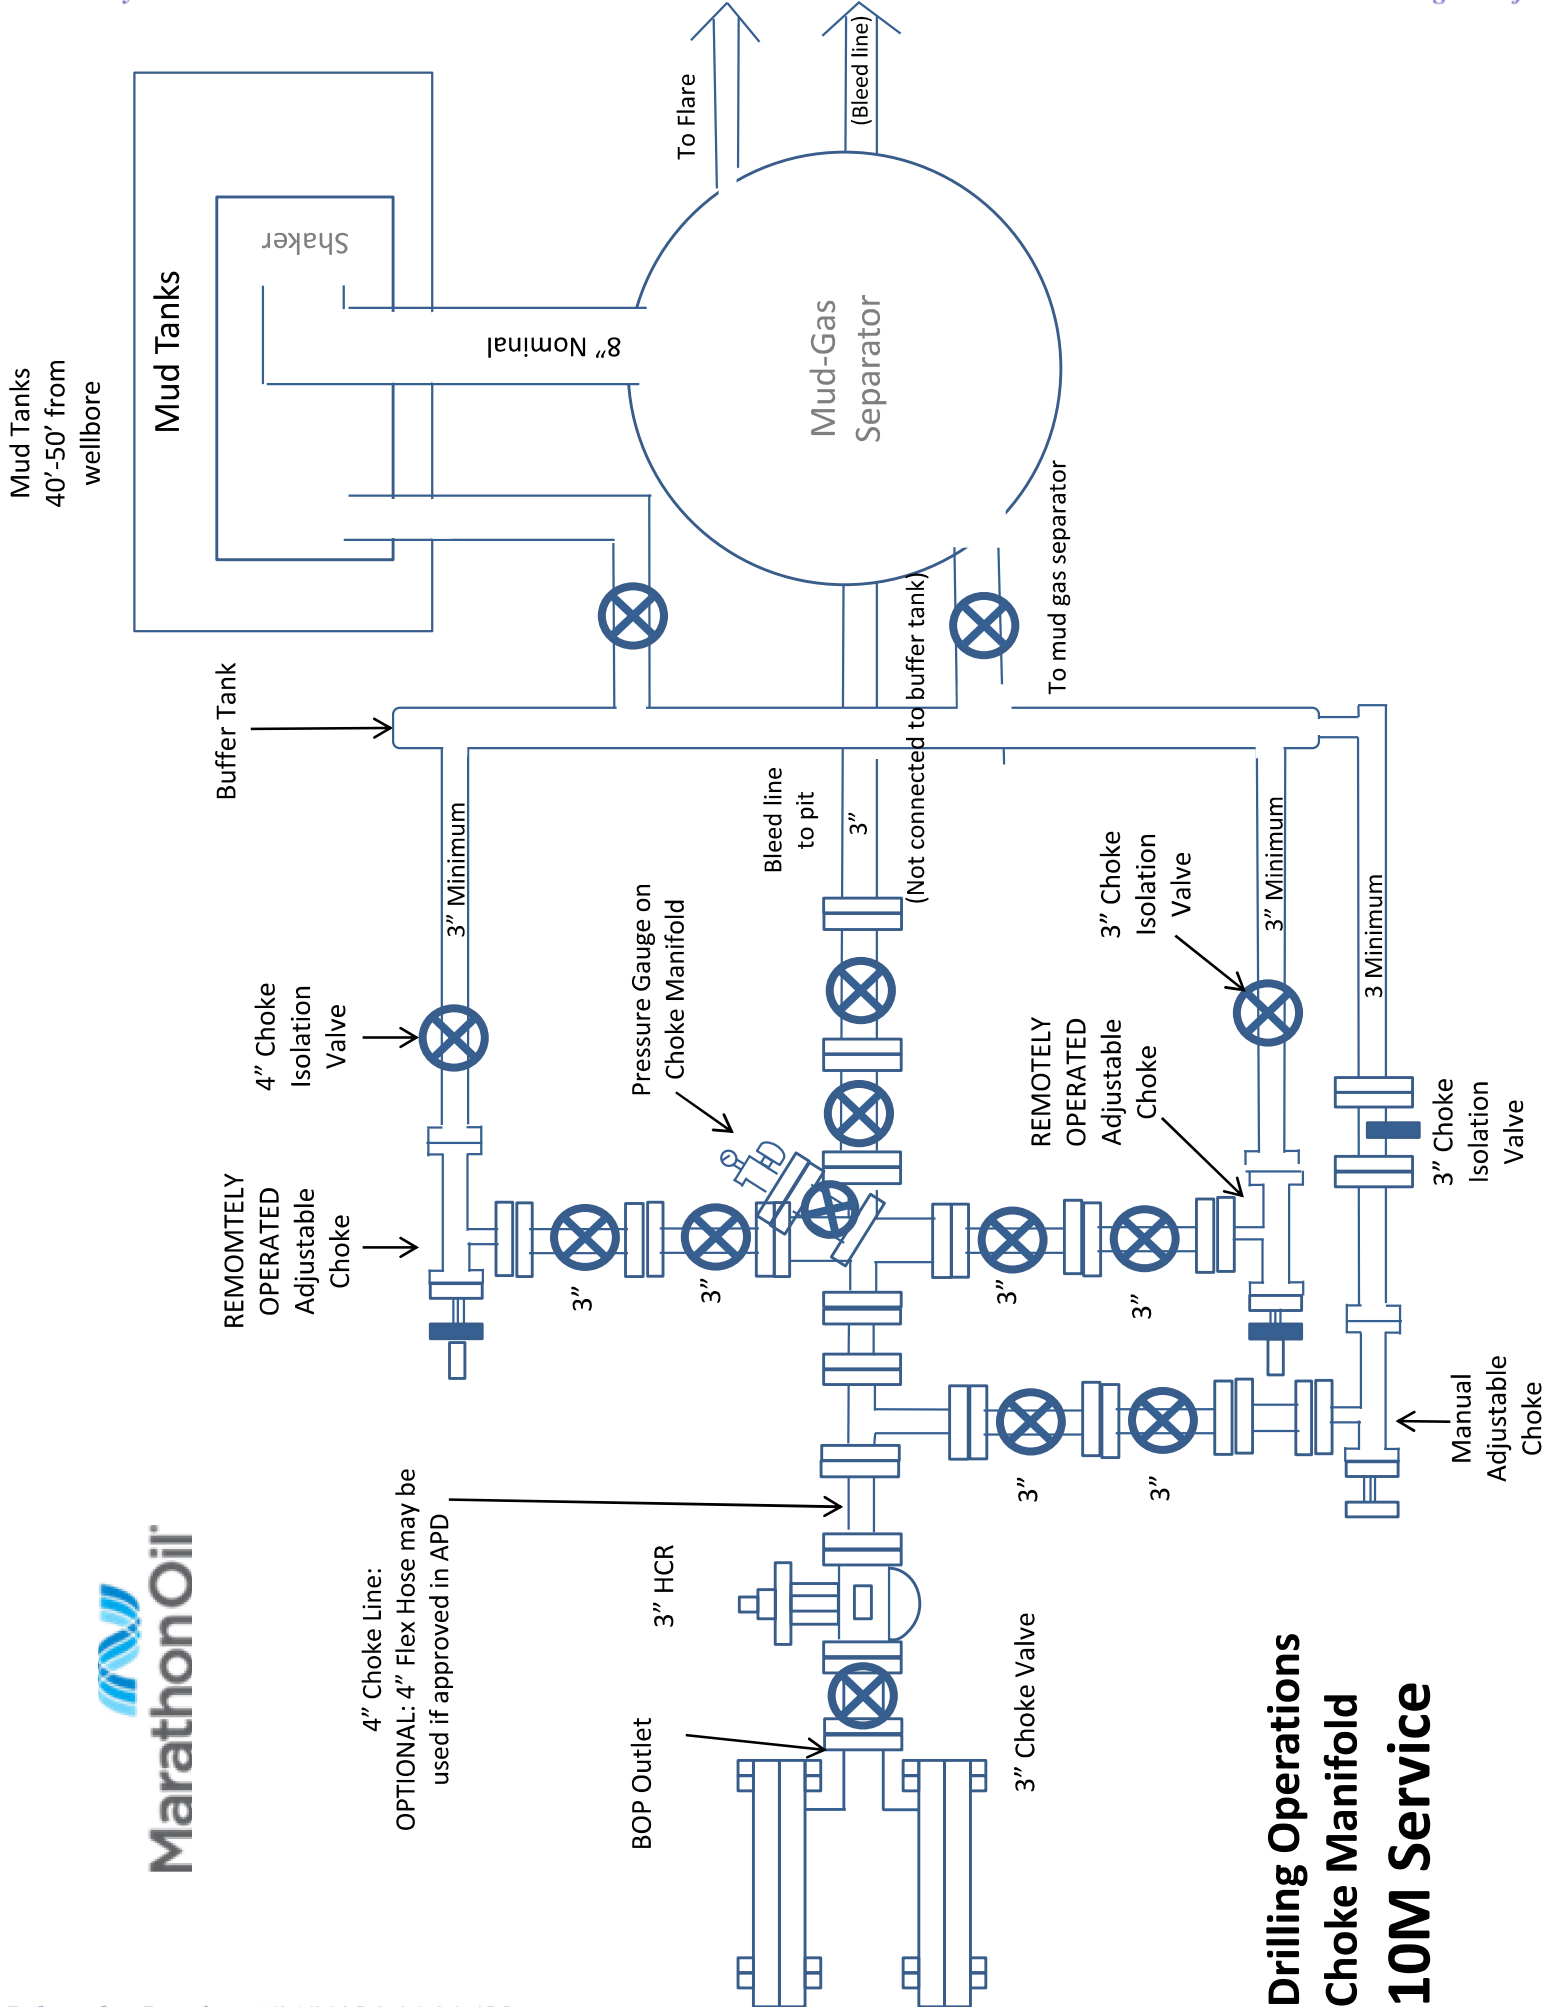 MarathonOil
Mud Tanks
40’-50’ from
wellbore
Mud Tanks
Shaker
8” Nominal
To Flare
(Bleed line)
Mud-Gas
Separator
Buffer Tank
To mud gas separator
(Not connected to buffer tank)
Bleed line
to pit
3”
3” Minimum
4” Choke
Isolation
Valve
Pressure Gauge on
Choke Manifold
3” Choke
Isolation
Valve
3” Minimum
3 Minimum
REMOTELY
OPERATED
Adjustable
Choke
3” Choke
Isolation
Valve
REMOMTELY
OPERATED
Adjustable
Choke
3”
3”
3”
3”
3”
3”
Manual
Adjustable
Choke
4” Choke Line:
OPTIONAL: 4” Flex Hose may be
used if approved in APD
3” HCR
BOP Outlet
3” Choke Valve
Drilling Operations
Choke Manifold
10M Service